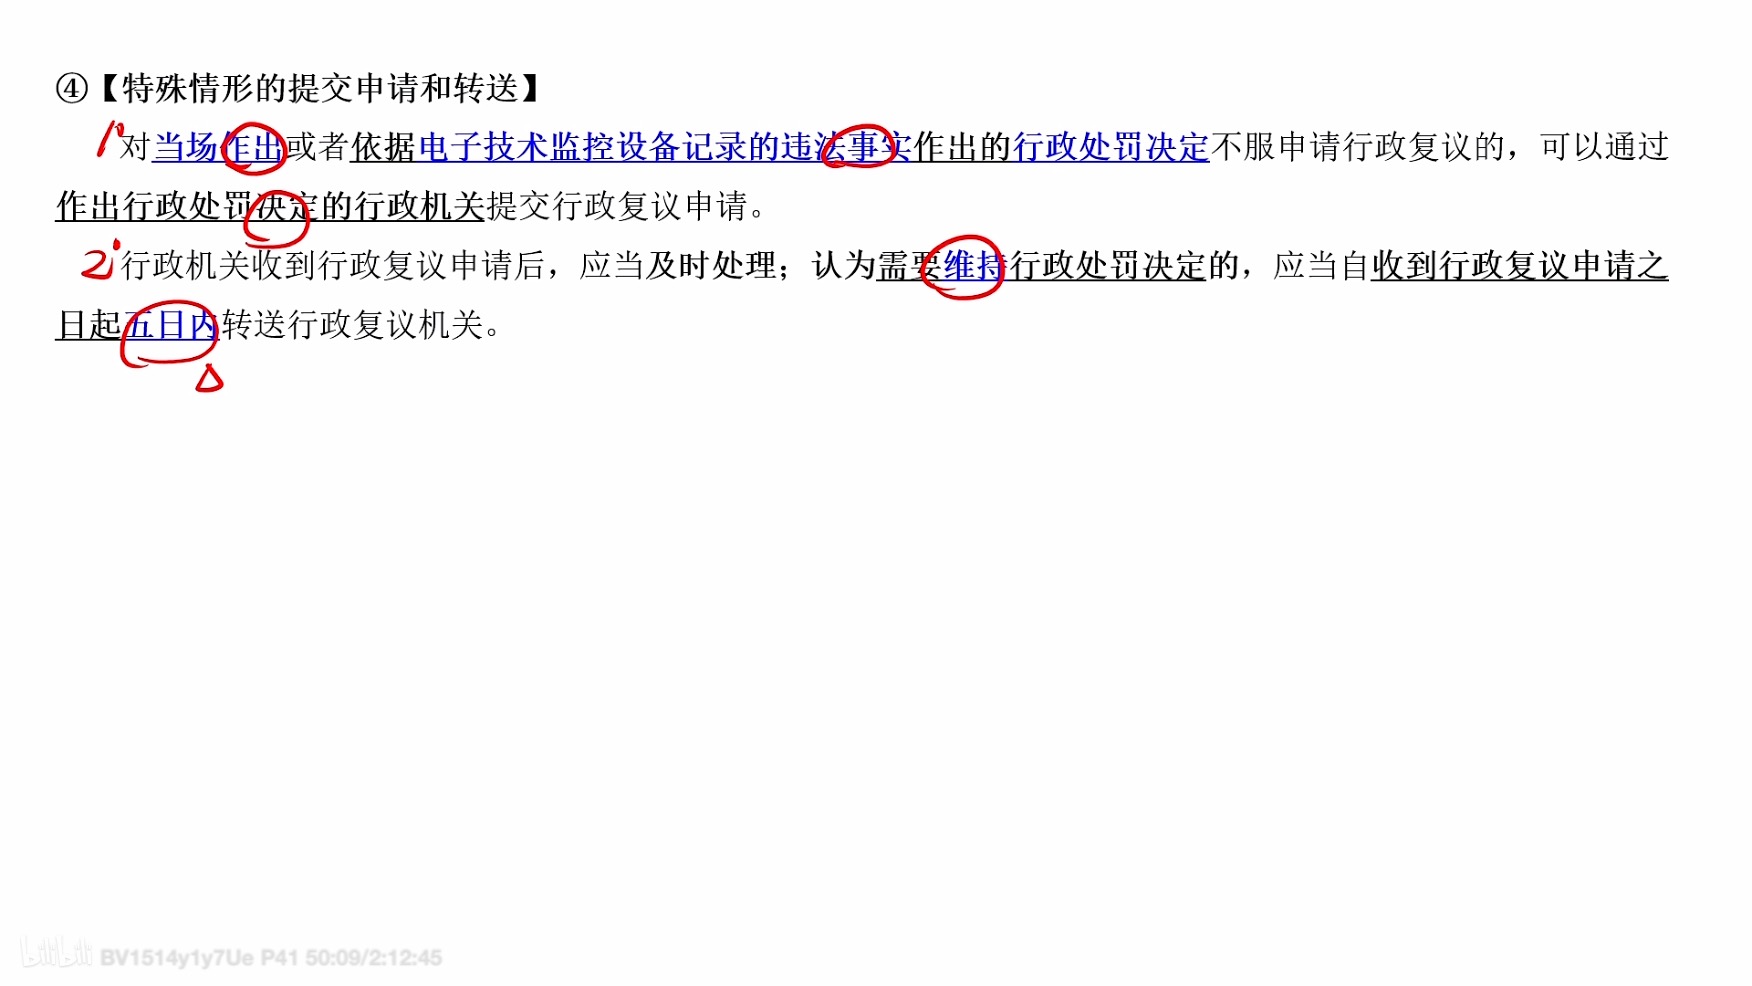 ④【特殊情形的提交申请和转送】
1°对当场作出或者依据电子技术监控设备记录的违法事实作出的行政处罚决定不服申请行政复议的，可以通过
作出行政处罚决定的行政机关提交行政复议申请。
2°行政机关收到行政复议申请后，应当及时处理；认为需要维持行政处罚决定的，应当自收到行政复议申请之
日起五日内转送行政复议机关。
bilibili BV1514y1y7Ue P41 50:09/2:12:45